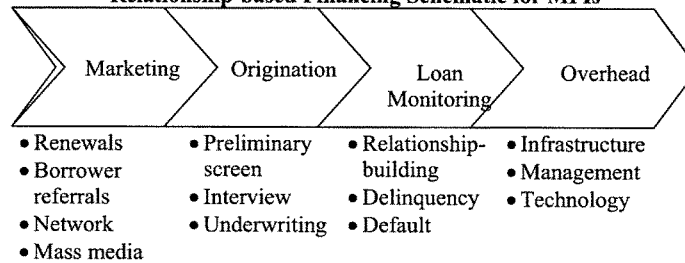 Relationship-based Financing Schematic for MFIs
Marketing
Origination
Loan
Monitoring
Overhead
• Renewals
• Borrower
referrals
• Network
• Mass media
• Preliminary
screen
• Interview
• Underwriting
• Relationship-
building
• Delinquency
• Default
• Infrastructure
• Management
• Technology